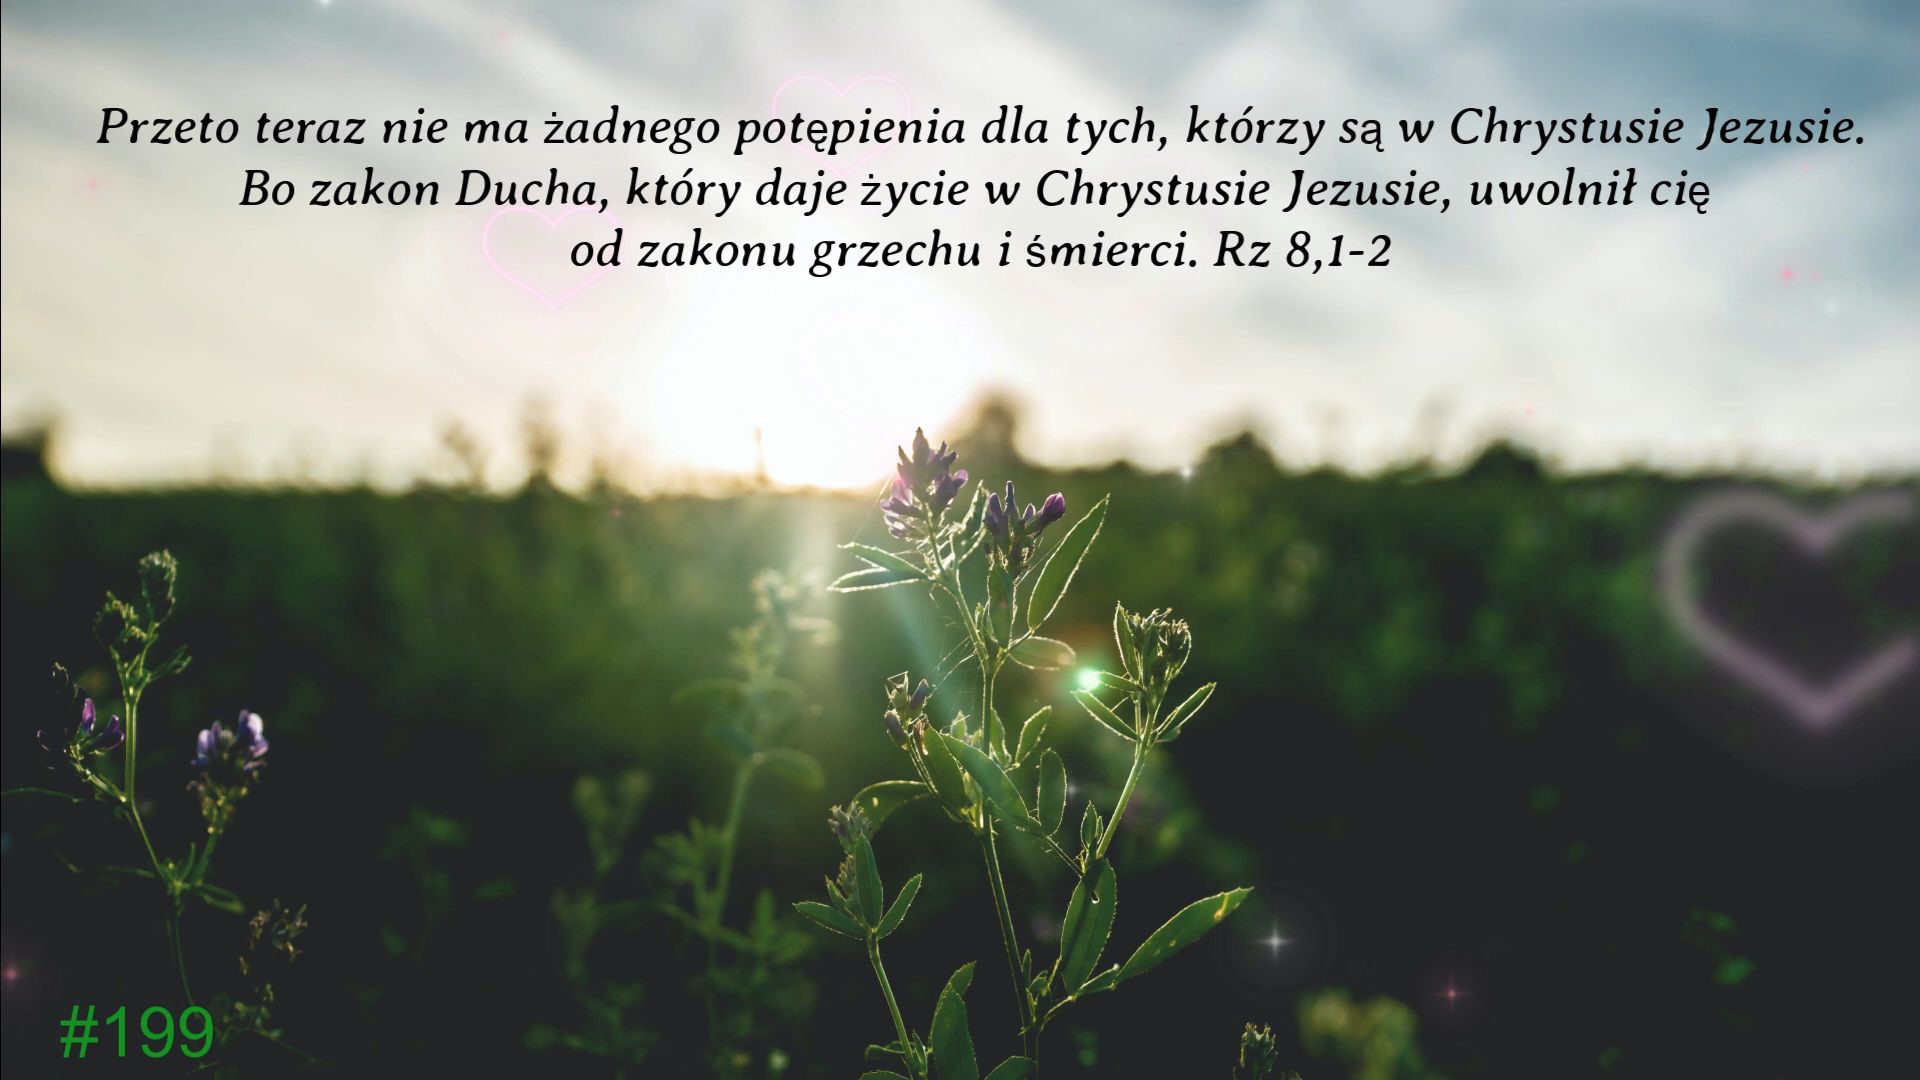 Przeto teraz nie ma żadnego potępienia dla tych, którzy są w Chrystusie Jezusie.
Bo zakon Ducha, który daje życie w Chrystusie Jezusie, uwolnił cię
od zakonu grzechu i śmierci. Rz 8,1-2
#199